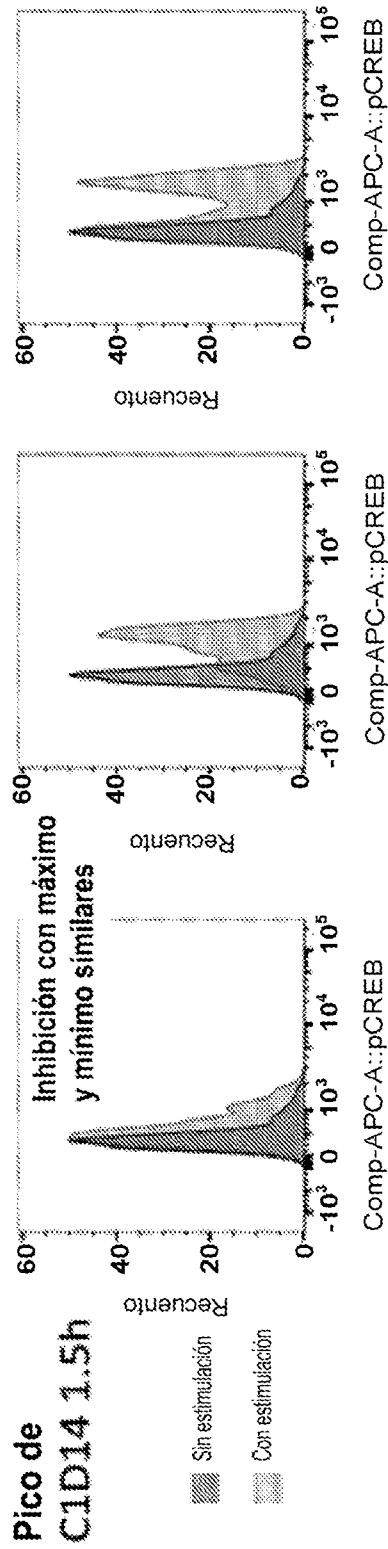 Pico de
C1D14 1.5h
Sin estimulación
Con estimulación
Inhibición con máximo
y mínimo similares
Recuento
60
40
20
0
-10³ 0 10³ 10⁴ 10⁵
Comp-APC-A::pCREB
Recuento
60
40
20
0
-10³ 0 10³ 10⁴ 10⁵
Comp-APC-A::pCREB
Recuento
60
40
20
0
-10³ 0 10³ 10⁴ 10⁵
Comp-APC-A::pCREB